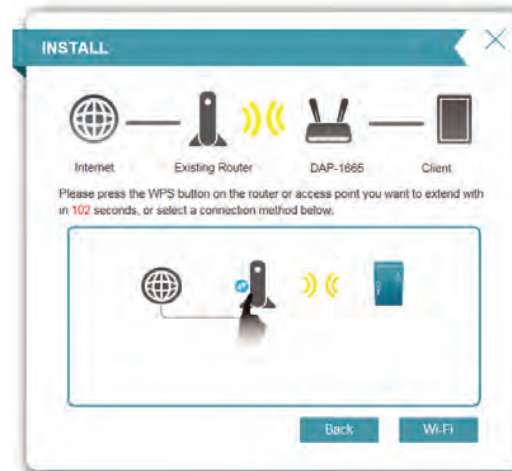 INSTALL
Internet Existing Router DAP-1665 Client
Please press the WPS button on the router or access point you want to extend with
in 102 seconds, or select a connection method below.
Back Wi-Fi